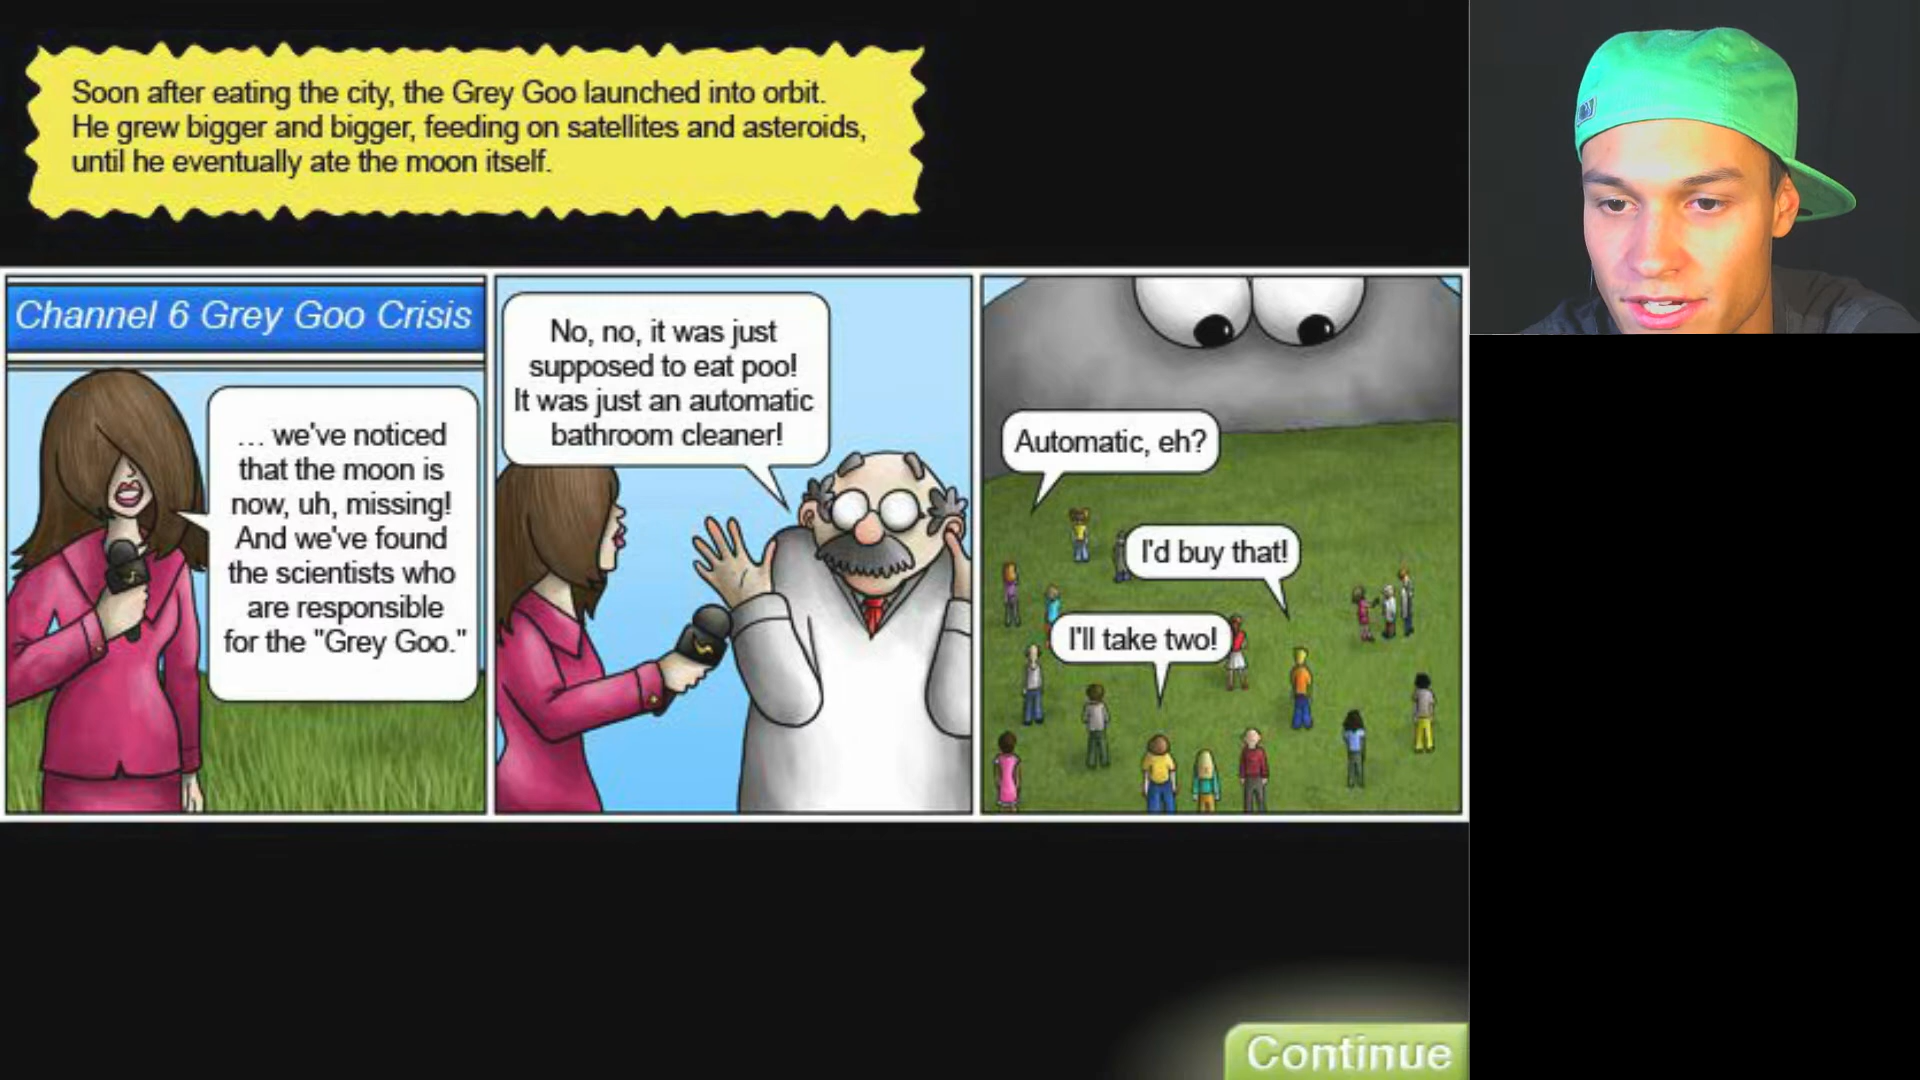 Soon after eating the city, the Grey Goo launched into orbit.
He grew bigger and bigger, feeding on satellites and asteroids,
until he eventually ate the moon itself.
Channel 6 Grey Goo Crisis
... we've noticed
that the moon is
now, uh, missing!
And we've found
the scientists who
are responsible
for the "Grey Goo."
No, no, it was just
supposed to eat poo!
It was just an automatic
bathroom cleaner!
Automatic, eh?
I'd buy that!
I'll take two!
Continue